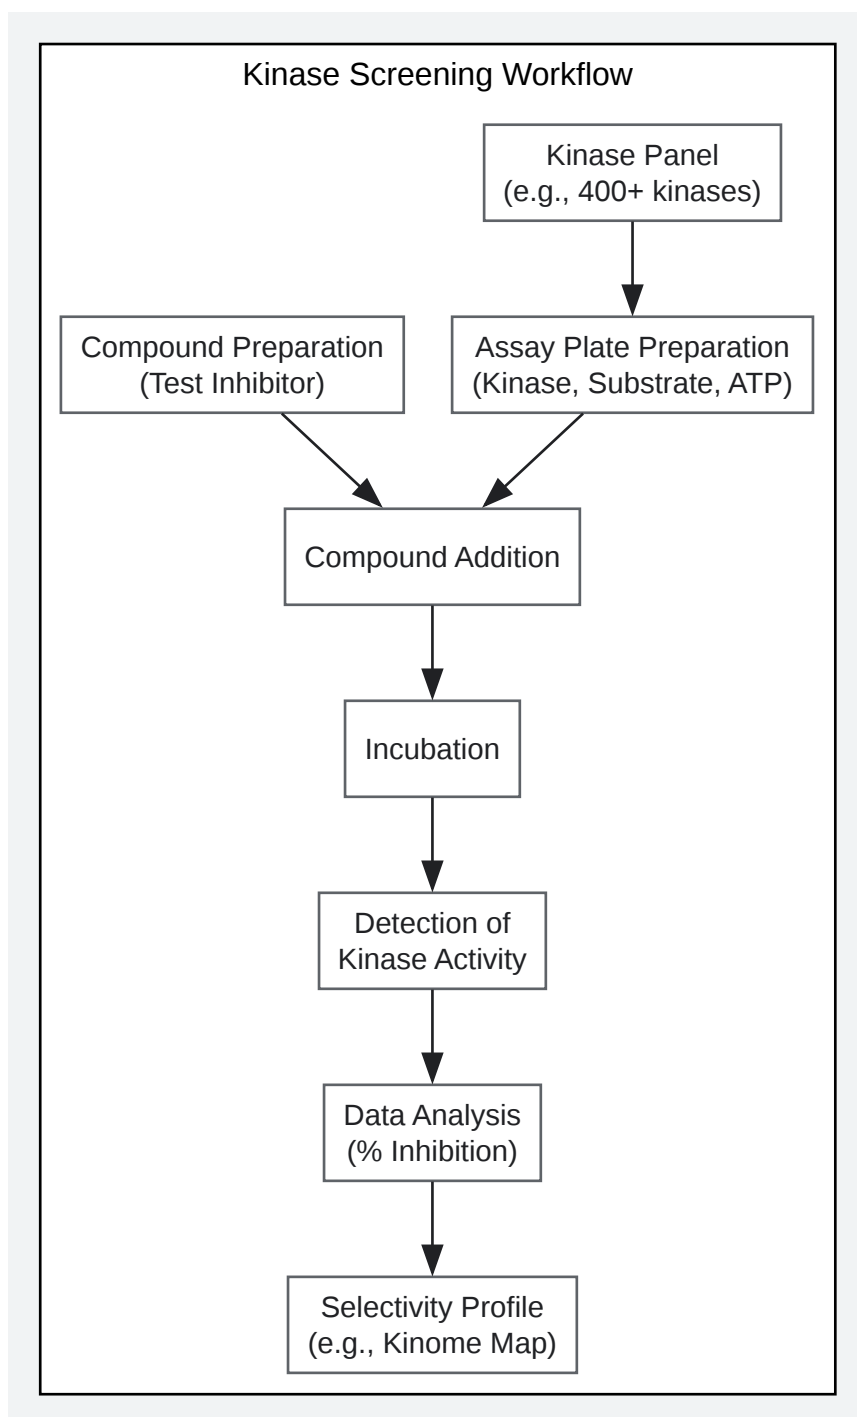 Kinase Screening Workflow
Kinase Panel
(e.g., 400+ kinases)
Compound Preparation
(Test Inhibitor)
Assay Plate Preparation
(Kinase, Substrate, ATP)
Compound Addition
Incubation
Detection of
Kinase Activity
Data Analysis
(% Inhibition)
Selectivity Profile
(e.g., Kinome Map)